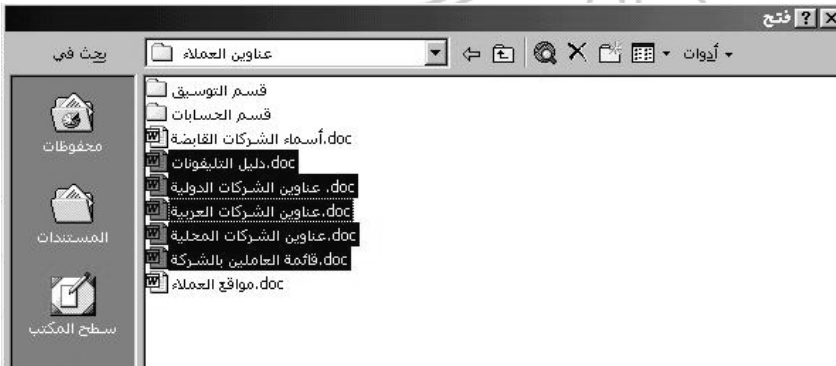 فتح
بحث في
عناوين العملاء
أدوات
قسم التوسيق
قسم الحسابات
أسماء الشركات القابضة.doc
دليل التليفونات.doc
عناوين الشركات الدولية .doc
عناوين الشركات العربية.doc
عناوين الشركات المحلية.doc
قائمة العاملين بالشركة.doc
مواقع العملاء.doc
محفوظات
المستندات
سطح المكتب